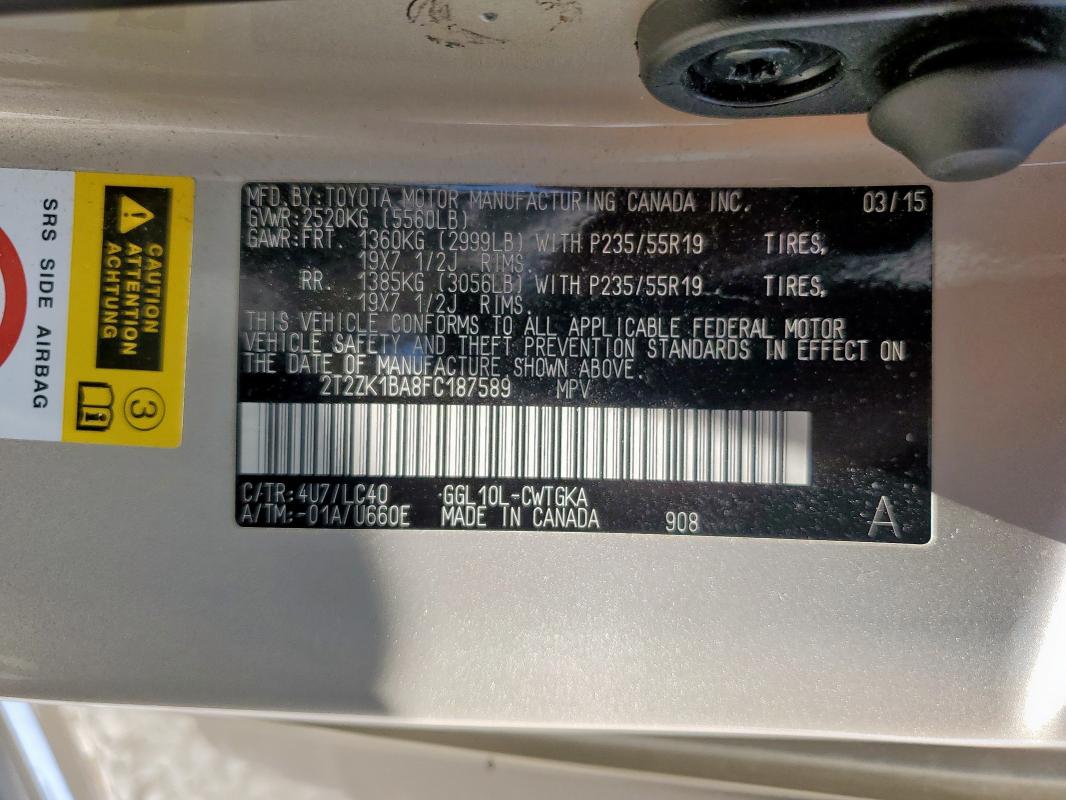 MFD.BY:TOYOTA MOTOR MANUFACTURING CANADA INC. 03/15
GVWR:2520KG (5560LB)
GAWR:FRT. 1360KG (2999LB) WITH P235/55R19 TIRES,
19X7 1/2J RIMS.
RR. 1385KG (3056LB) WITH P235/55R19 TIRES,
19X7 1/2J RIMS.
THIS VEHICLE CONFORMS TO ALL APPLICABLE FEDERAL MOTOR
VEHICLE SAFETY AND THEFT PREVENTION STANDARDS IN EFFECT ON
THE DATE OF MANUFACTURE SHOWN ABOVE.
2T2ZK1BA8FC187589 MPV
C/TR:4U7/LC40 GGL10L-CWTGKA
A/TM:-01A/U660E MADE IN CANADA 908 A
CAUTION
ATTENTION
ACHTUNG
3
SRS SIDE AIRBAG